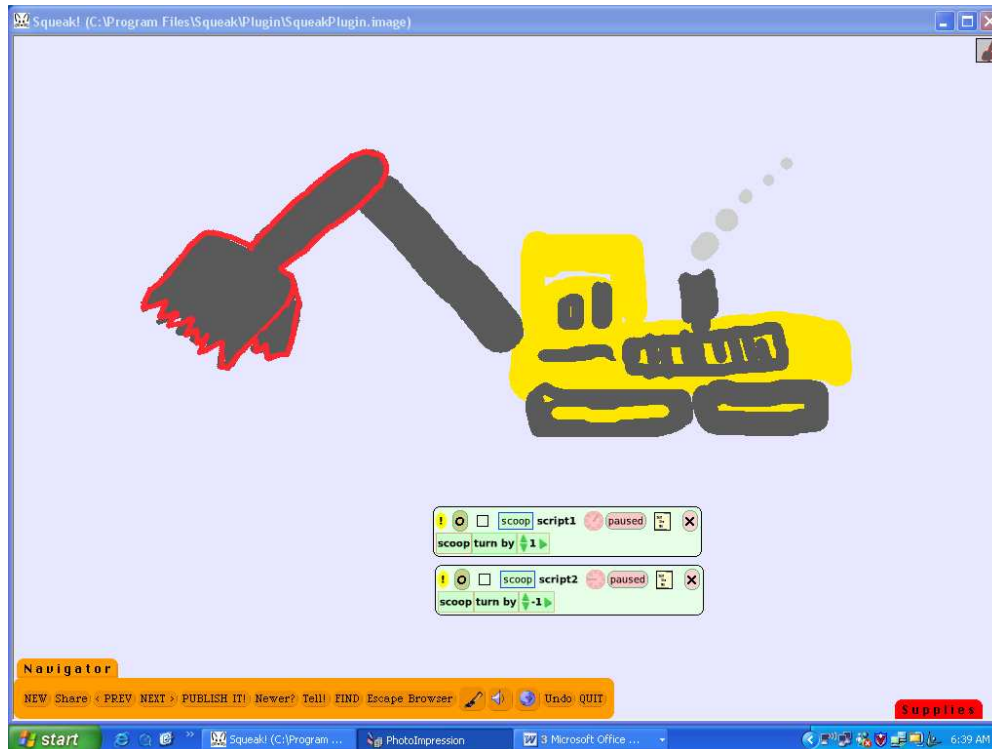 Squeak! (C:\Program Files\Squeak\Plugin\SqueakPlugin.image)
! scoop script1 paused
scoop turn by 1
! scoop script2 paused
scoop turn by -1
Navigator
NEW Share < PREV NEXT > PUBLISH IT! Newer? Tell! FIND Escape Browser Undo QUIT
Supplies
start Squeak! (C:\Program ... PhotoImpression 3 Microsoft Office ... 6:39 AM